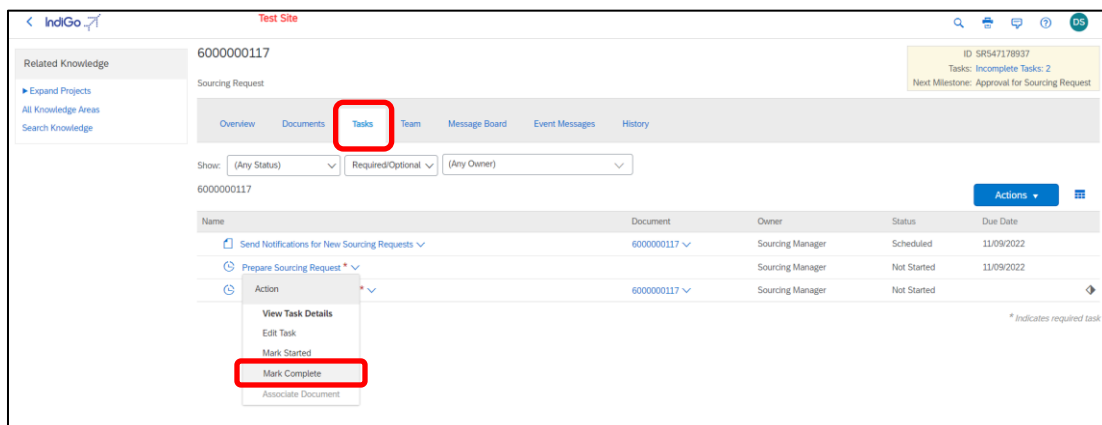 IndiGo
Test Site
DS
Related Knowledge
Expand Projects
All Knowledge Areas
Search Knowledge
6000000117
Sourcing Request
ID SR547178937
Tasks: Incomplete Tasks: 2
Next Milestone: Approval for Sourcing Request
Overview Documents Tasks Team Message Board Event Messages History
Show: (Any Status) Required/Optional (Any Owner)
6000000117
Actions
Name Document Owner Status Due Date
Send Notifications for New Sourcing Requests 6000000117 Sourcing Manager Scheduled 11/09/2022
Prepare Sourcing Request * Sourcing Manager Not Started 11/09/2022
* 6000000117 Sourcing Manager Not Started
Action
View Task Details
Edit Task
Mark Started
Mark Complete
Associate Document
* Indicates required task